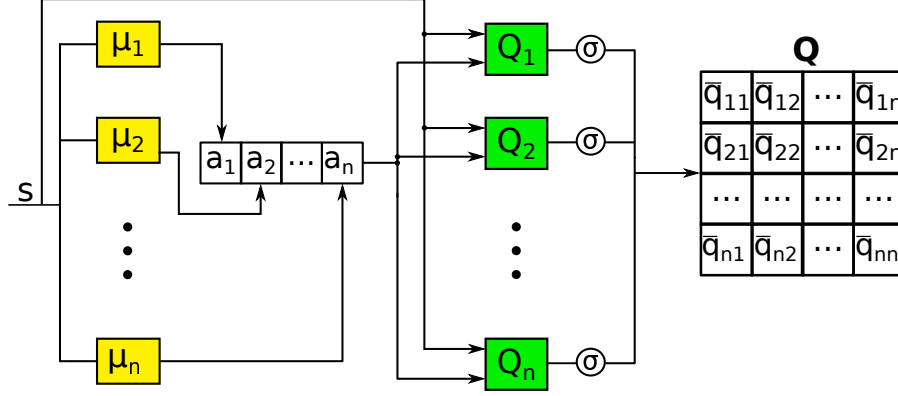 s
μ₁
μ₂
μₙ
a₁ a₂ ... aₙ
Q₁
Q₂
Qₙ
σ
σ
σ
Q
q̅₁₁ q̅₁₂ ... q̅₁ₙ
q̅₂₁ q̅₂₂ ... q̅₂ₙ
... ... ... ...
q̅ₙ₁ q̅ₙ₂ ... q̅ₙₙ